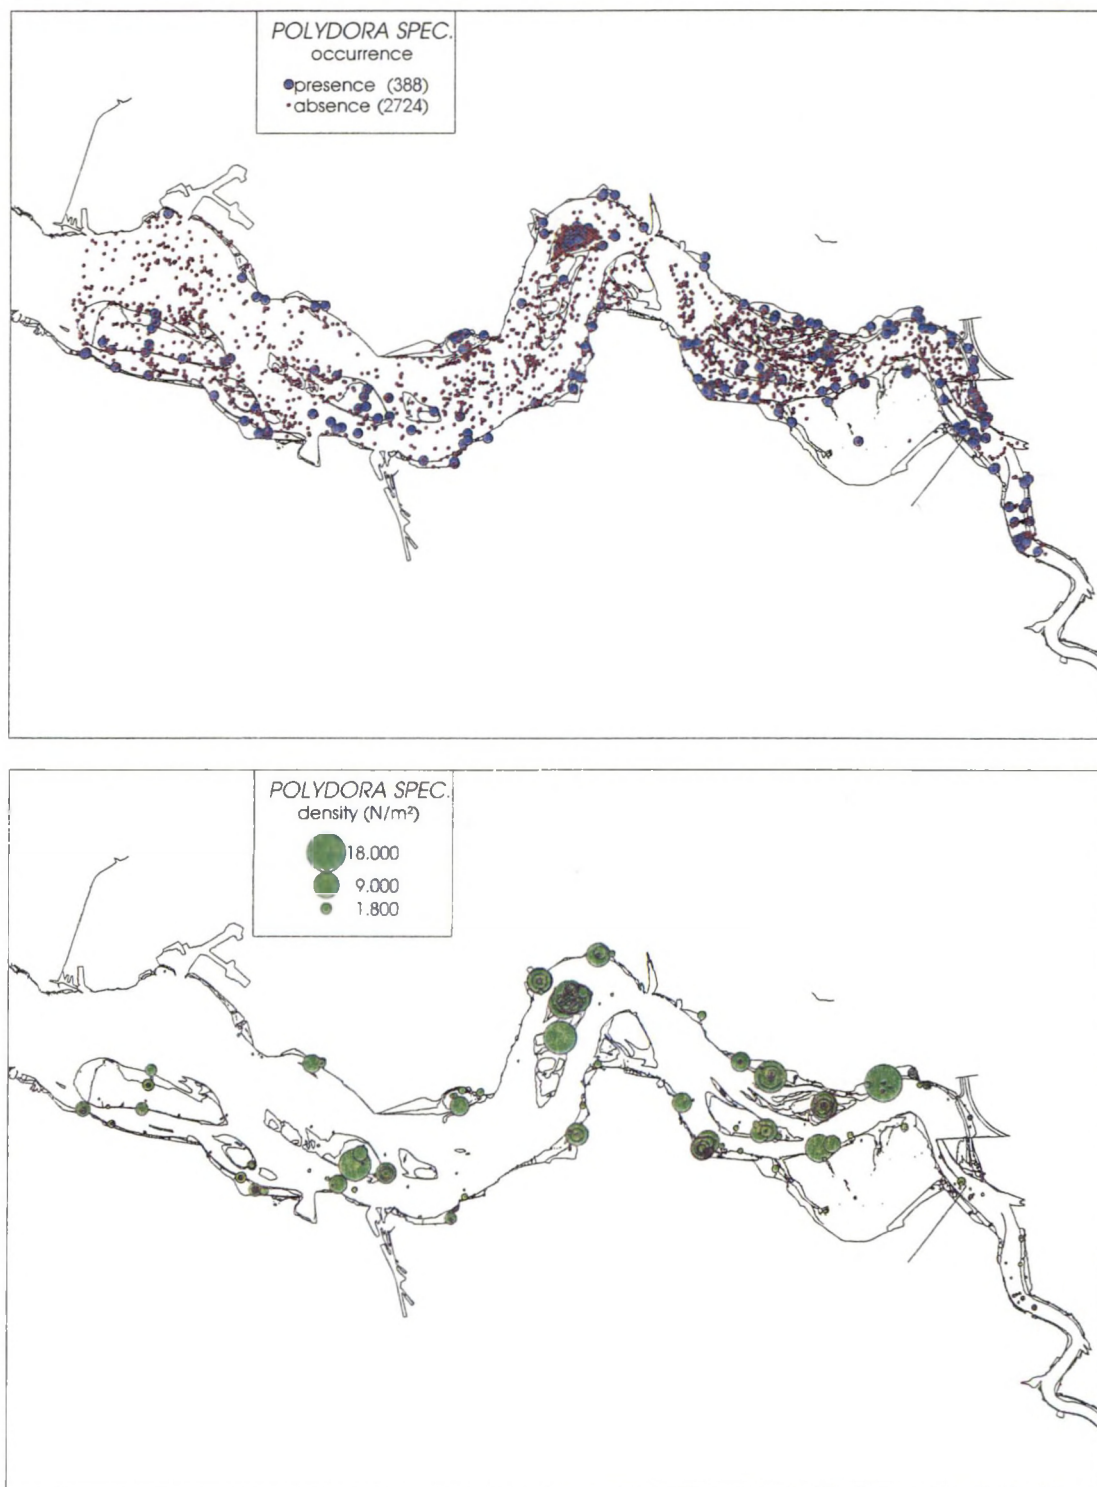 POLYDORA SPEC.
occurrence
presence (388)
absence (2724)
POLYDORA SPEC.
density (N/m²)
18.000
9.000
1.800